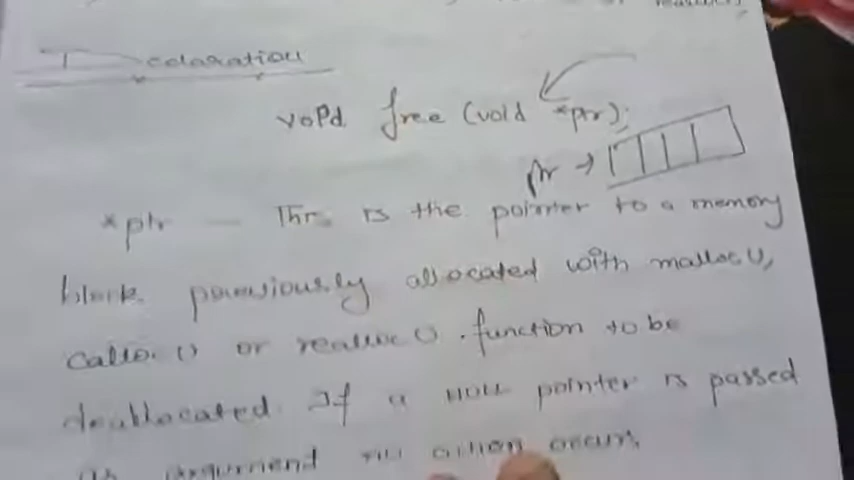 Declaration
void free (void *ptr);
ptr →
*ptr — This is the pointer to a memory
block previously allocated with malloc(),
calloc() or realloc() function to be
deallocated. If a NULL pointer is passed
as argument no action occurs.